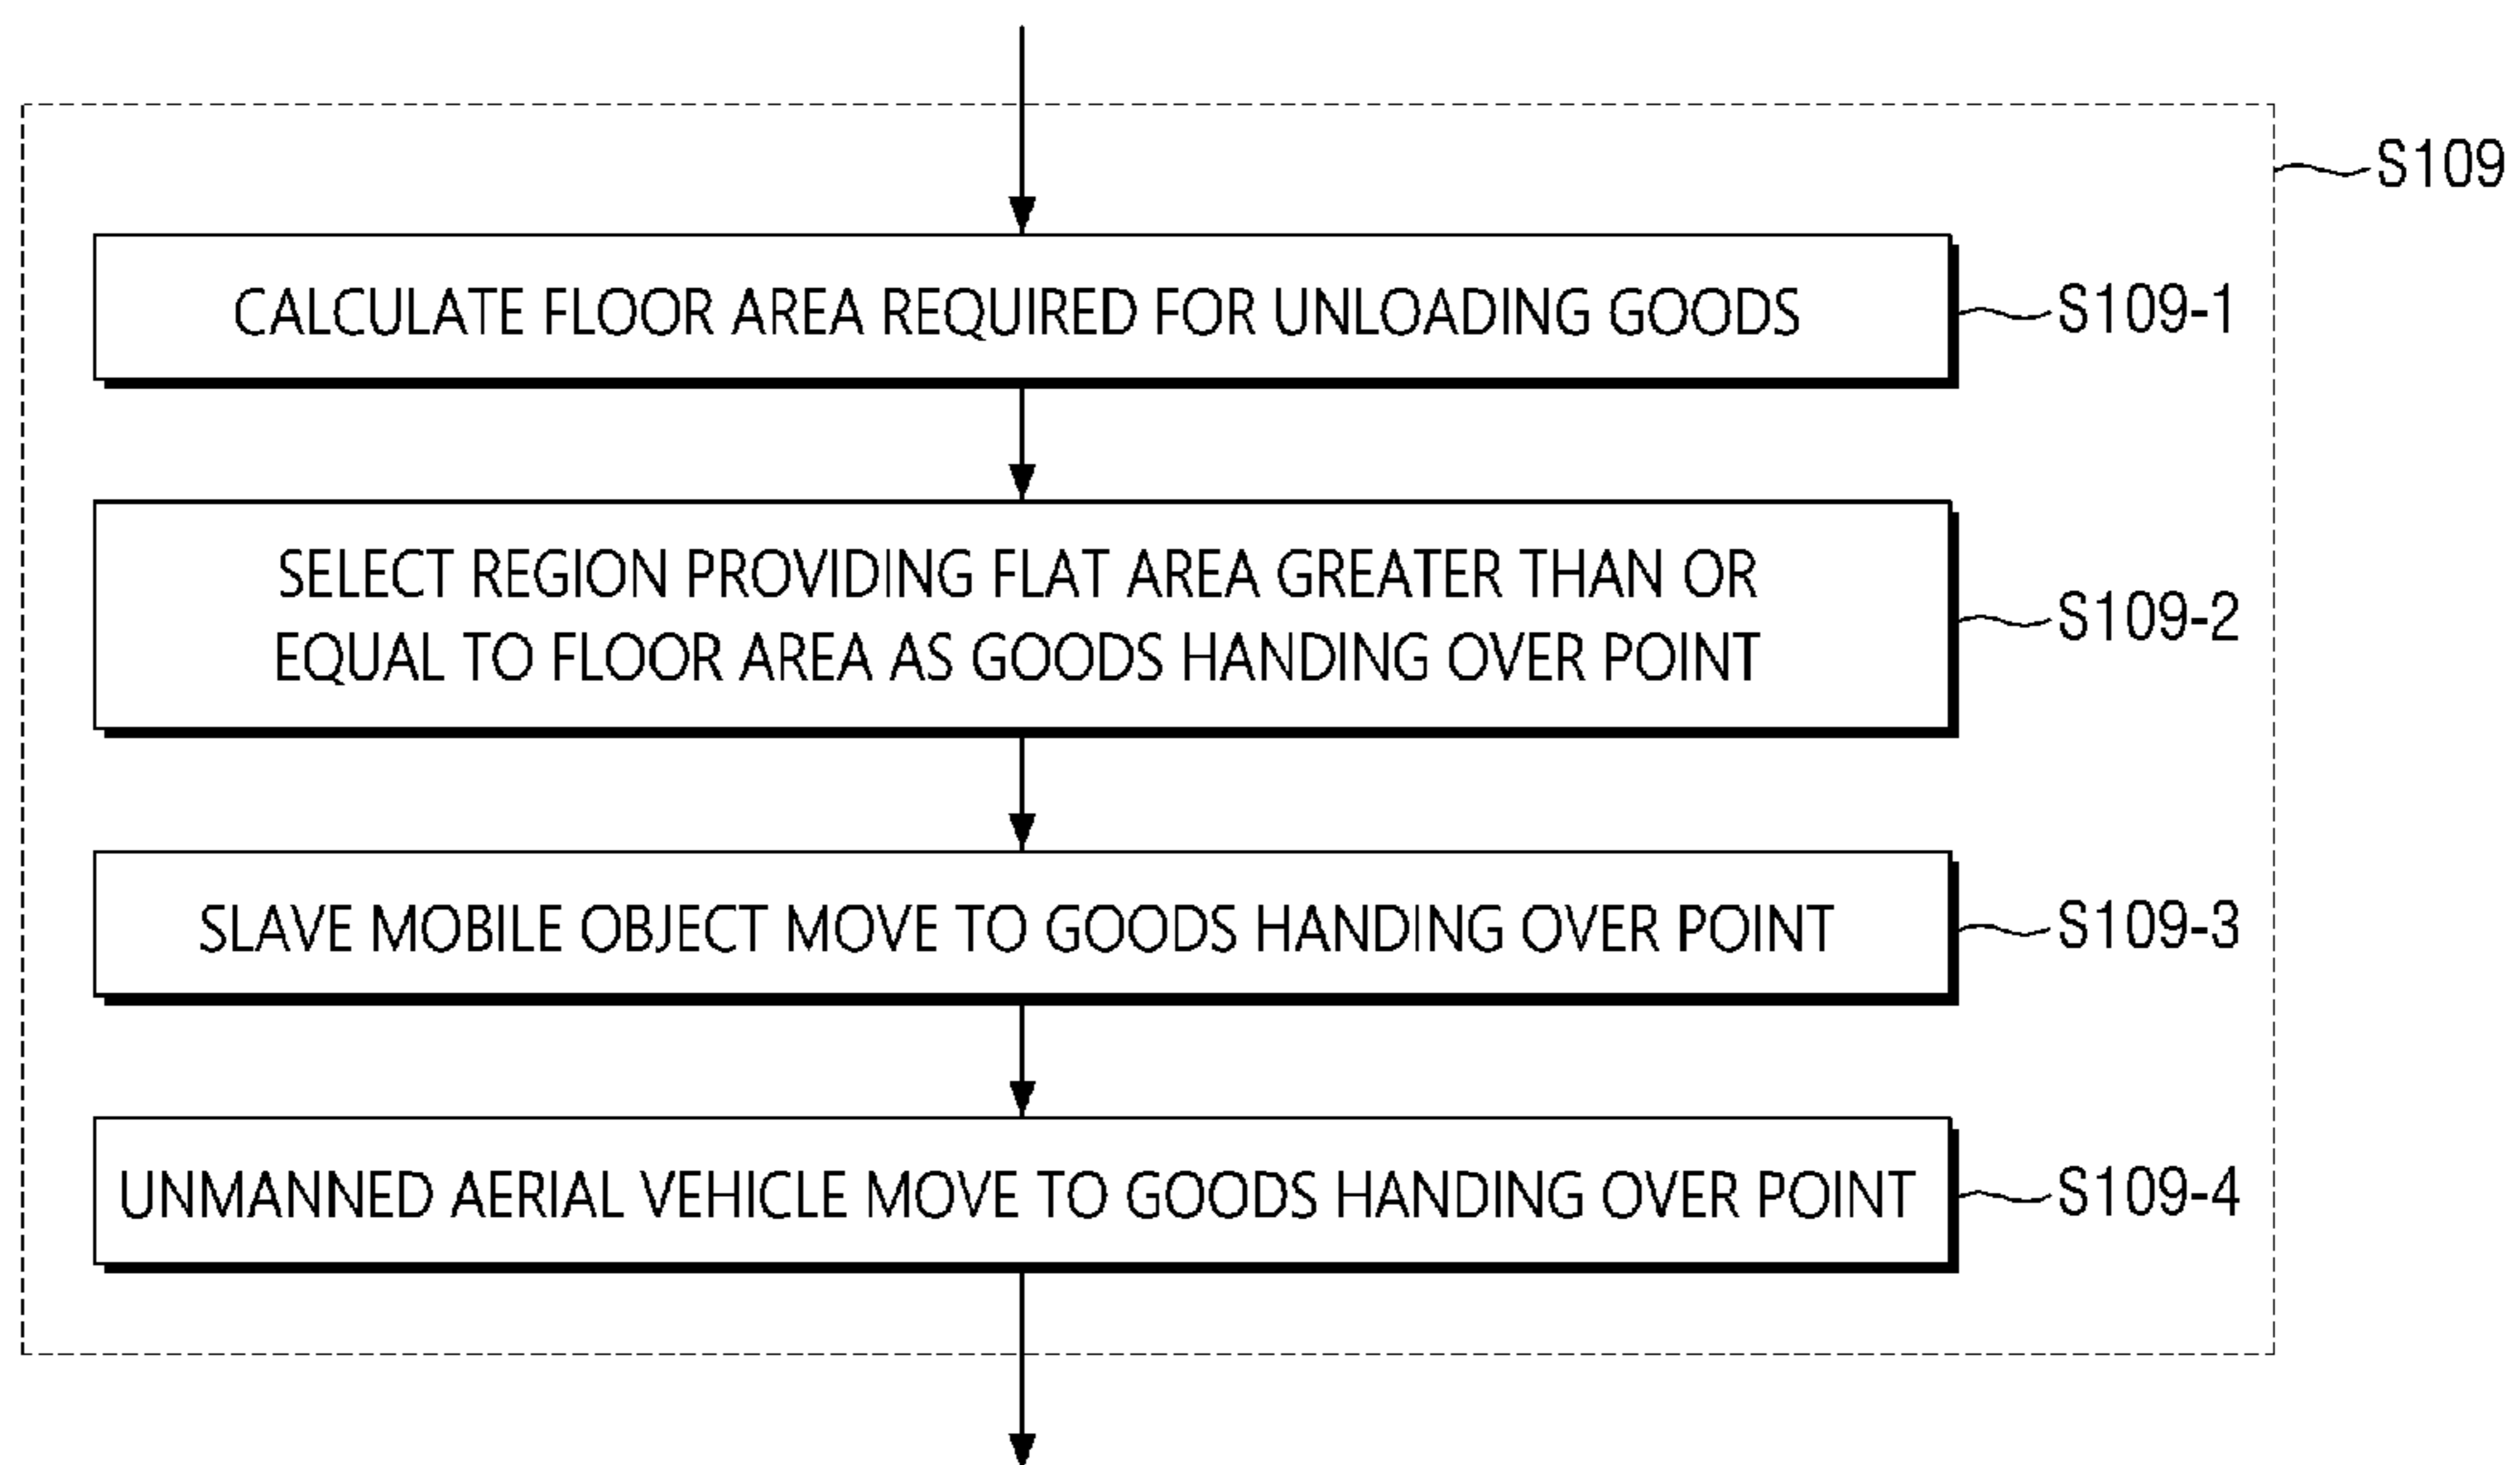 S109
CALCULATE FLOOR AREA REQUIRED FOR UNLOADING GOODS
S109-1
SELECT REGION PROVIDING FLAT AREA GREATER THAN OR
EQUAL TO FLOOR AREA AS GOODS HANDING OVER POINT
S109-2
SLAVE MOBILE OBJECT MOVE TO GOODS HANDING OVER POINT
S109-3
UNMANNED AERIAL VEHICLE MOVE TO GOODS HANDING OVER POINT
S109-4